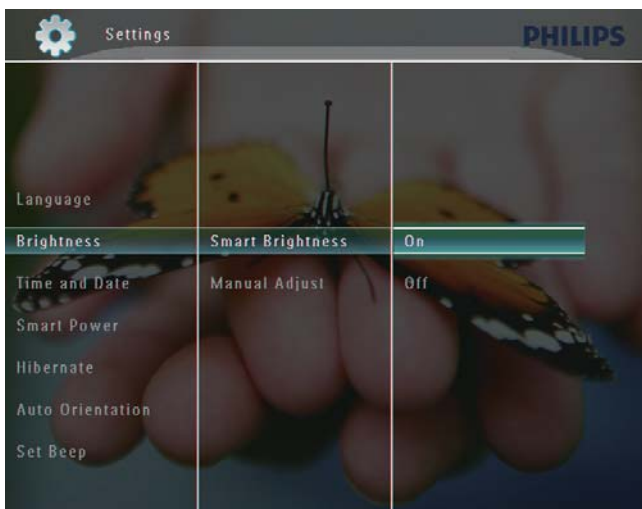 Settings
PHILIPS
Language
Brightness
Smart Brightness
On
Time and Date
Manual Adjust
Off
Smart Power
Hibernate
Auto Orientation
Set Beep